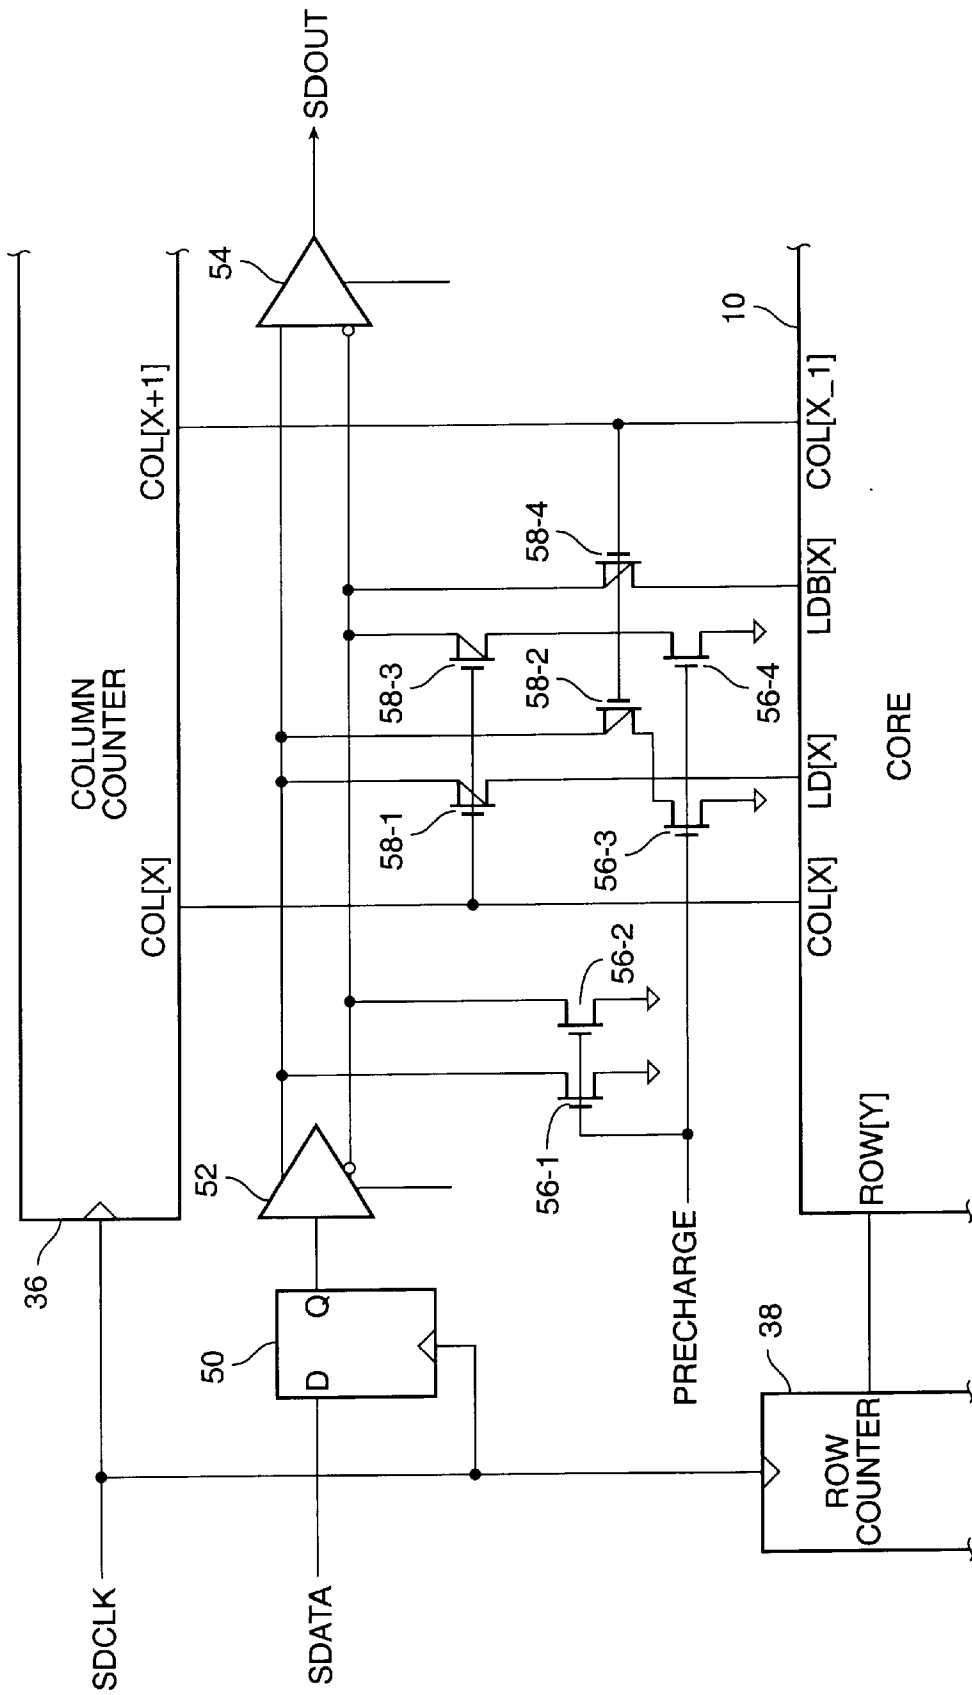 SDCLK
SDATA
36
COLUMN
COUNTER
COL[X]
COL[X+1]
50
D
Q
52
54
SDOUT
56-1
56-2
58-1
58-3
58-2
58-4
56-3
56-4
PRECHARGE
38
ROW
COUNTER
ROW[Y]
10
COL[X]
LD[X]
LDB[X]
COL[X_1]
CORE